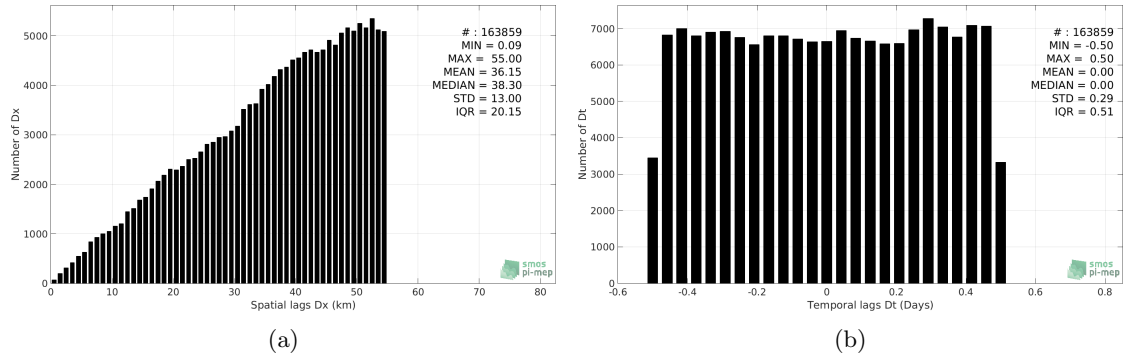 5000
4000
3000
2000
1000
0
Number of Dx
0 10 20 30 40 50 60 70 80
Spatial lags Dx (km)
# : 163859
MIN = 0.09
MAX = 55.00
MEAN = 36.15
MEDIAN = 38.30
STD = 13.00
IQR = 20.15
smos
pi-mep
(a)
7000
6000
5000
4000
3000
2000
1000
0
Number of Dt
-0.6 -0.4 -0.2 0 0.2 0.4 0.6 0.8
Temporal lags Dt (Days)
# : 163859
MIN = -0.50
MAX = 0.50
MEAN = 0.00
MEDIAN = 0.00
STD = 0.29
IQR = 0.51
smos
pi-mep
(b)